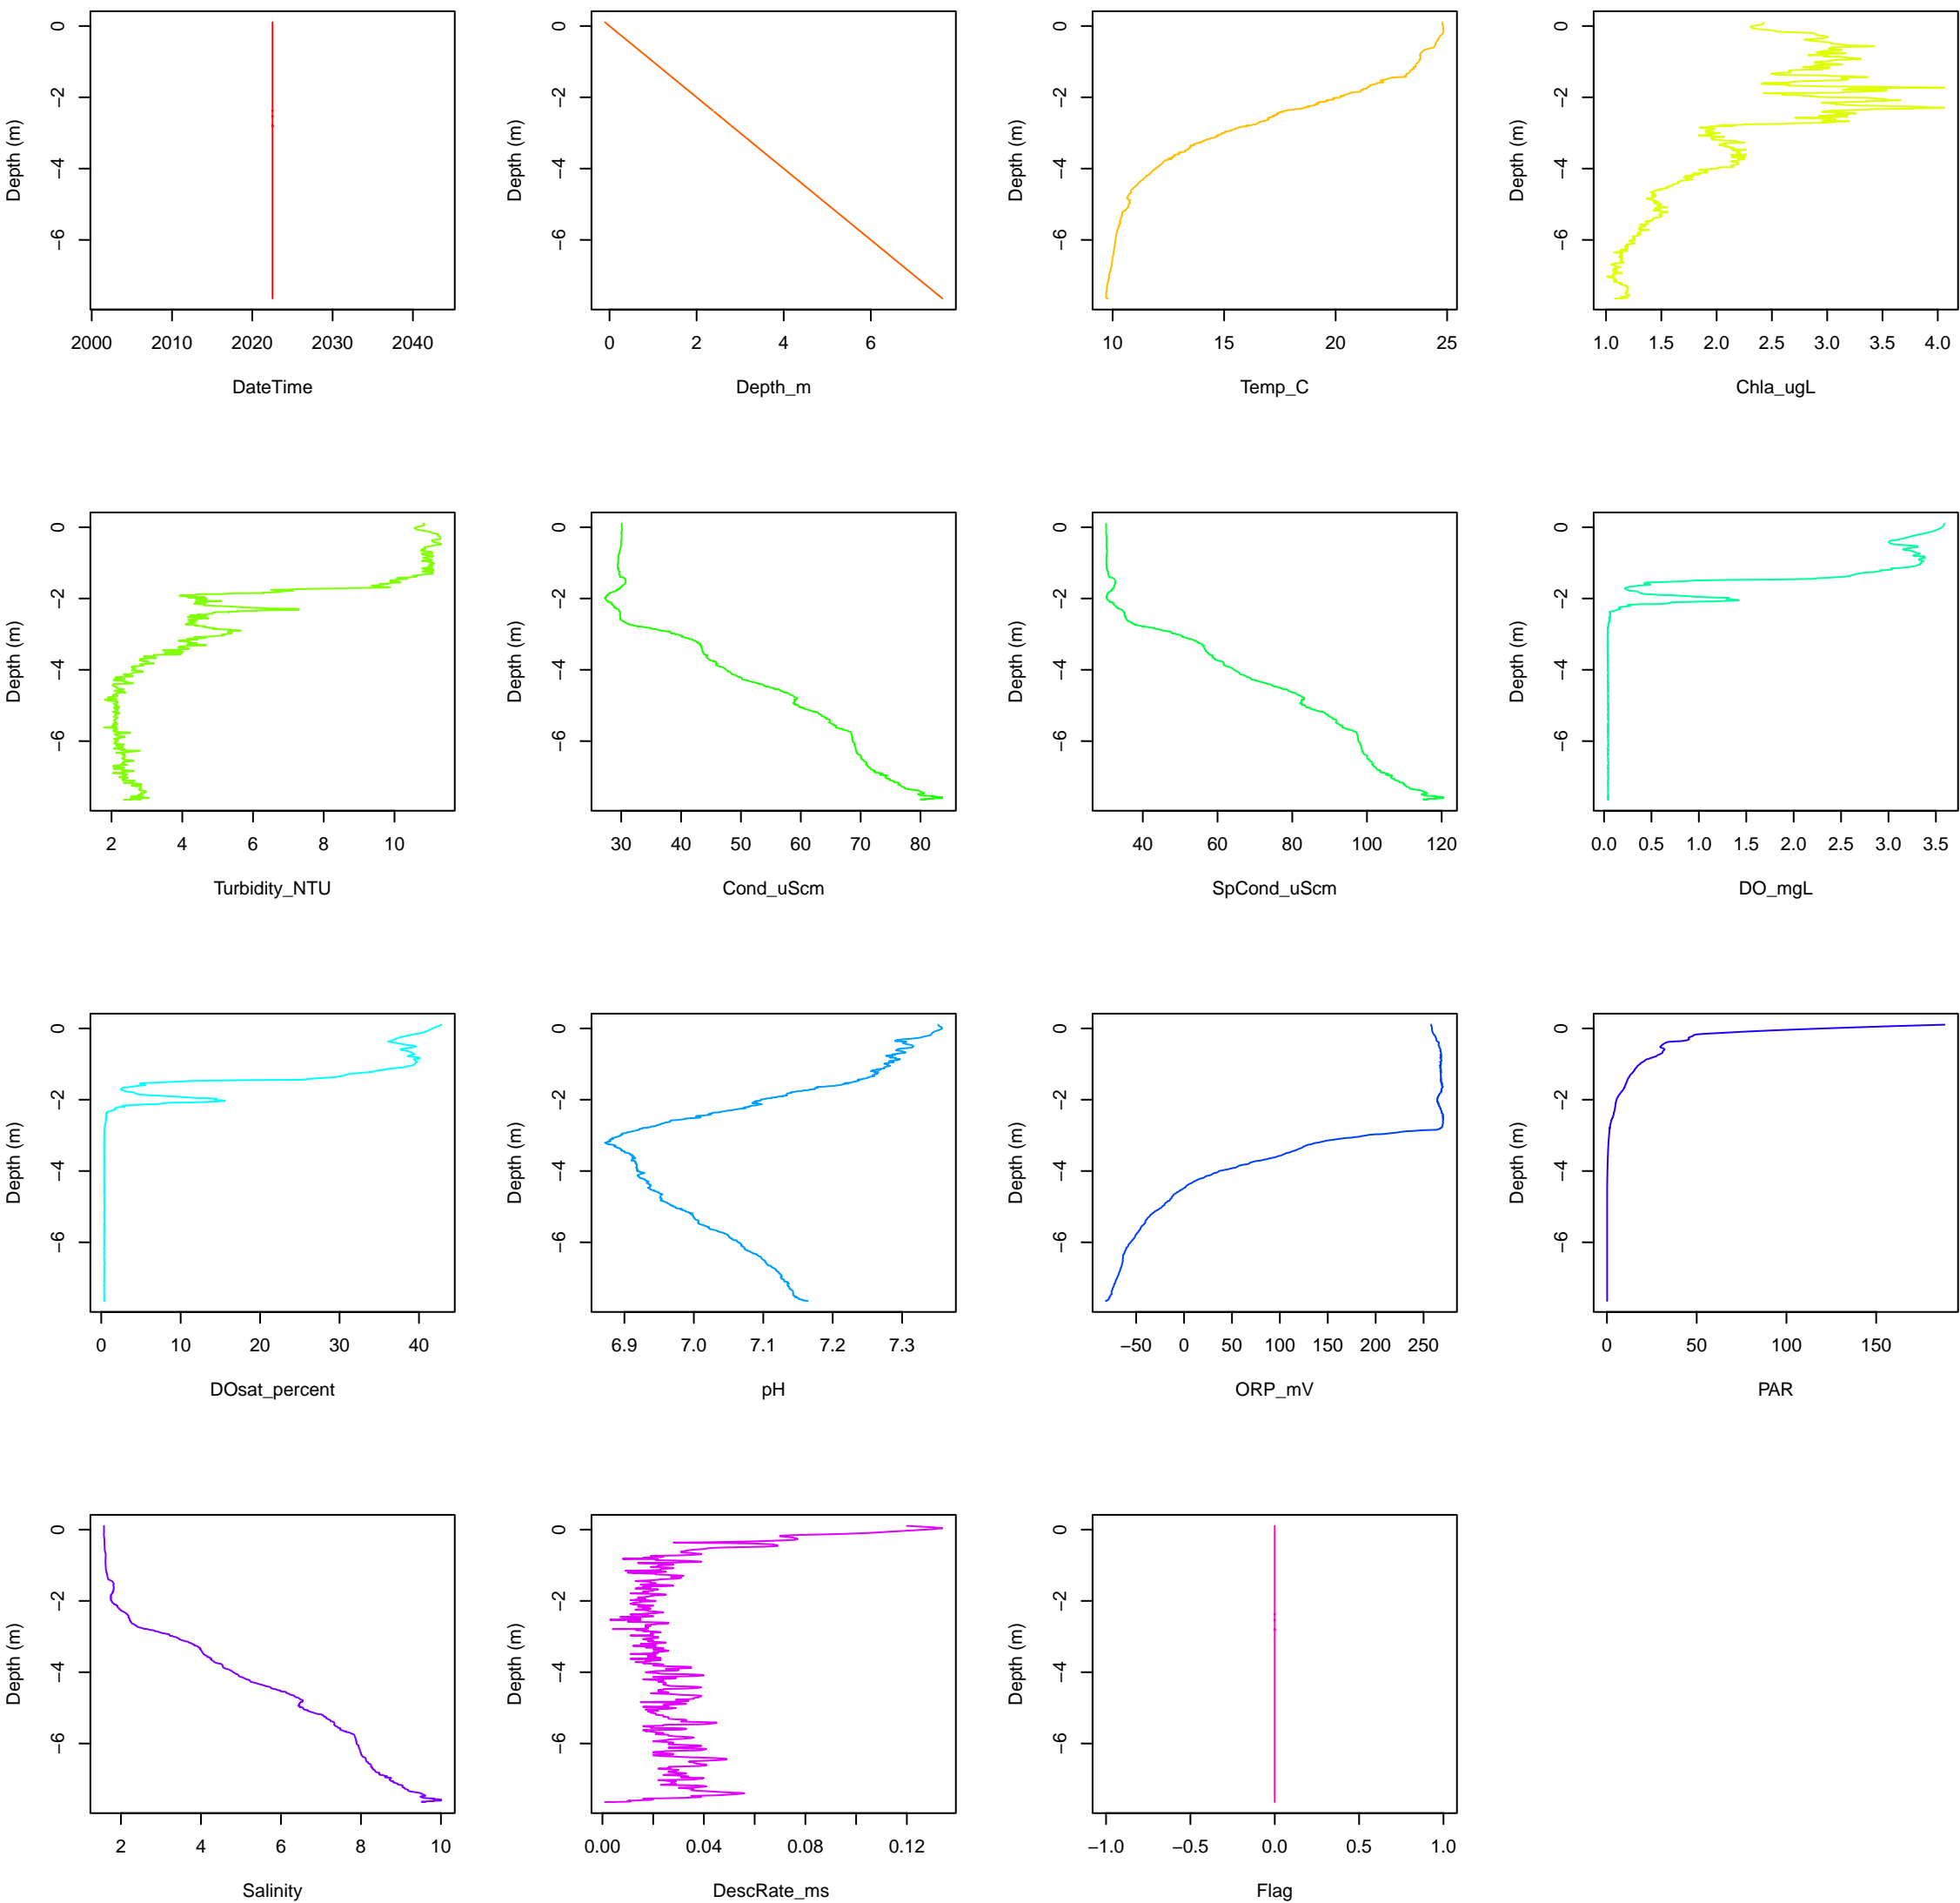 0 0 0 0
−2 −2 −2 −2
Depth (m) Depth (m) Depth (m) Depth (m)
−4 −4 −4 −4
−6 −6 −6 −6
2000 2010 2020 2030 2040 0 2 4 6 10 15 20 25 1.0 1.5 2.0 2.5 3.0 3.5 4.0
DateTime Depth_m Temp_C Chla_ugL
0 0 0 0
−2 −2 −2 −2
Depth (m) Depth (m) Depth (m) Depth (m)
−4 −4 −4 −4
−6 −6 −6 −6
2 4 6 8 10 30 40 50 60 70 80 40 60 80 100 120 0.0 0.5 1.0 1.5 2.0 2.5 3.0 3.5
Turbidity_NTU Cond_uScm SpCond_uScm DO_mgL
0 0 0 0
−2 −2 −2 −2
Depth (m) Depth (m) Depth (m) Depth (m)
−4 −4 −4 −4
−6 −6 −6 −6
0 10 20 30 40 6.9 7.0 7.1 7.2 7.3 −50 0 50 100 150 200 250 0 50 100 150
DOsat_percent pH ORP_mV PAR
0 0 0
−2 −2 −2
Depth (m) Depth (m) Depth (m)
−4 −4 −4
−6 −6 −6
2 4 6 8 10 0.00 0.04 0.08 0.12 −1.0 −0.5 0.0 0.5 1.0
Salinity DescRate_ms Flag